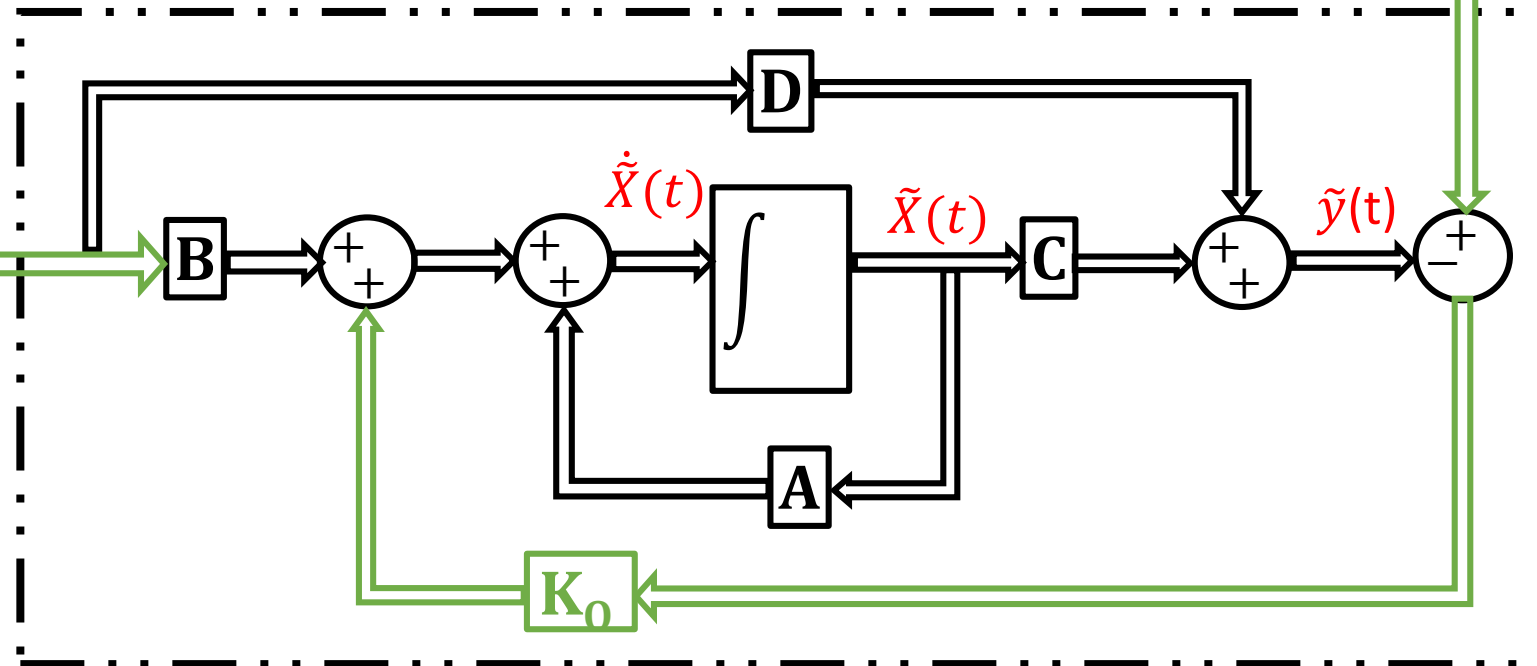 D
Ẋ̃(t)
X̃(t)
ỹ(t)
B
+
+
+
+
∫
C
+
+
+
−
A
K_O